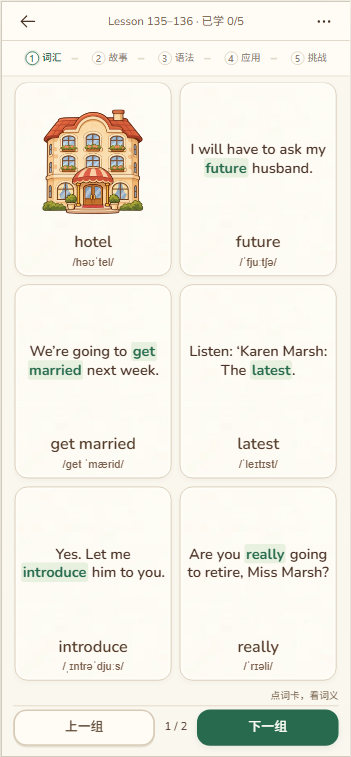 Lesson 135–136 · 已学 0/5
1 词汇 – 2 故事 – 3 语法 – 4 应用 – 5 挑战
hotel
/həʊˈtel/
I will have to ask my
future husband.
future
/ˈfjuːtʃə/
We're going to get
married next week.
get married
/get ˈmærid/
Listen: ‘Karen Marsh:
The latest.
latest
/ˈleɪtɪst/
Yes. Let me
introduce him to you.
introduce
/ˌɪntrəˈdjuːs/
Are you really going
to retire, Miss Marsh?
really
/ˈrɪəli/
点词卡，看词义
上一组
1 / 2
下一组